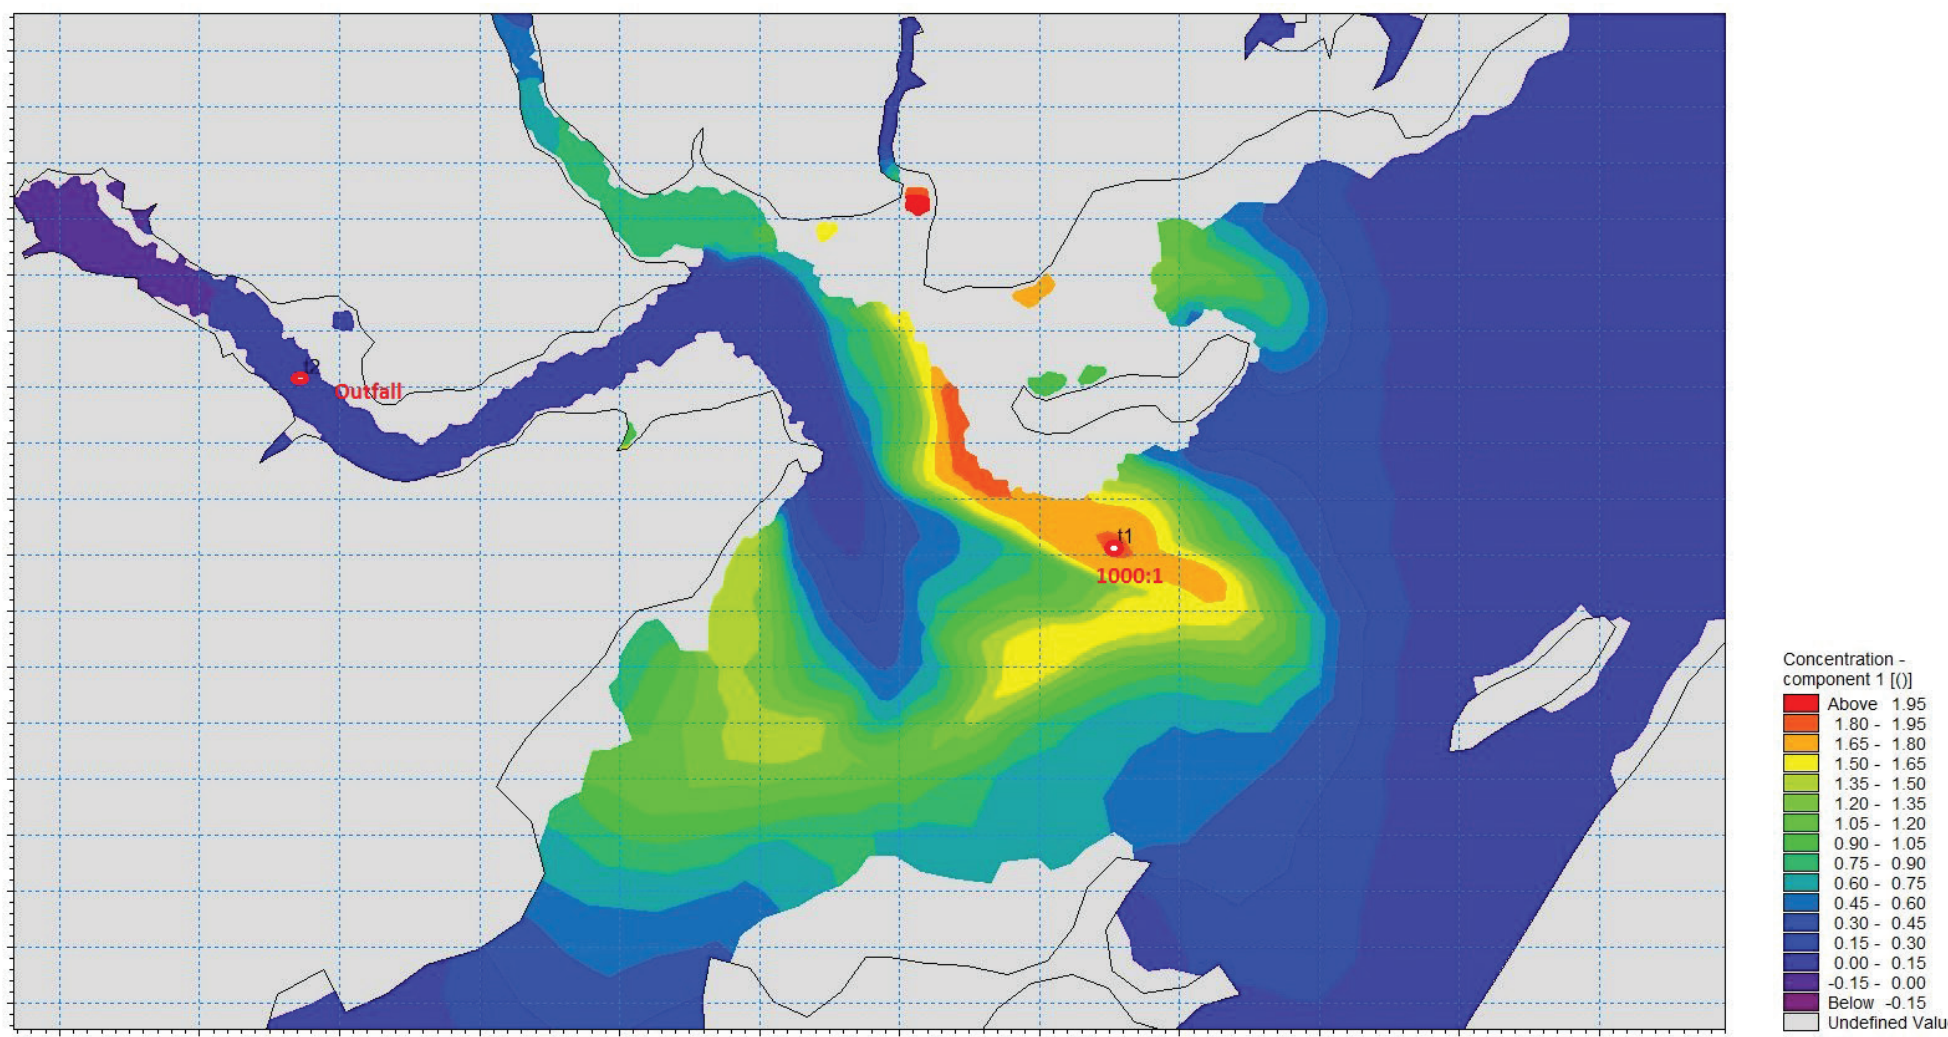 t2
Outfall
t1
1000:1
Concentration -
component 1 [()]
Above 1.95
1.80 - 1.95
1.65 - 1.80
1.50 - 1.65
1.35 - 1.50
1.20 - 1.35
1.05 - 1.20
0.90 - 1.05
0.75 - 0.90
0.60 - 0.75
0.45 - 0.60
0.30 - 0.45
0.15 - 0.30
0.00 - 0.15
-0.15 - 0.00
Below -0.15
Undefined Valu